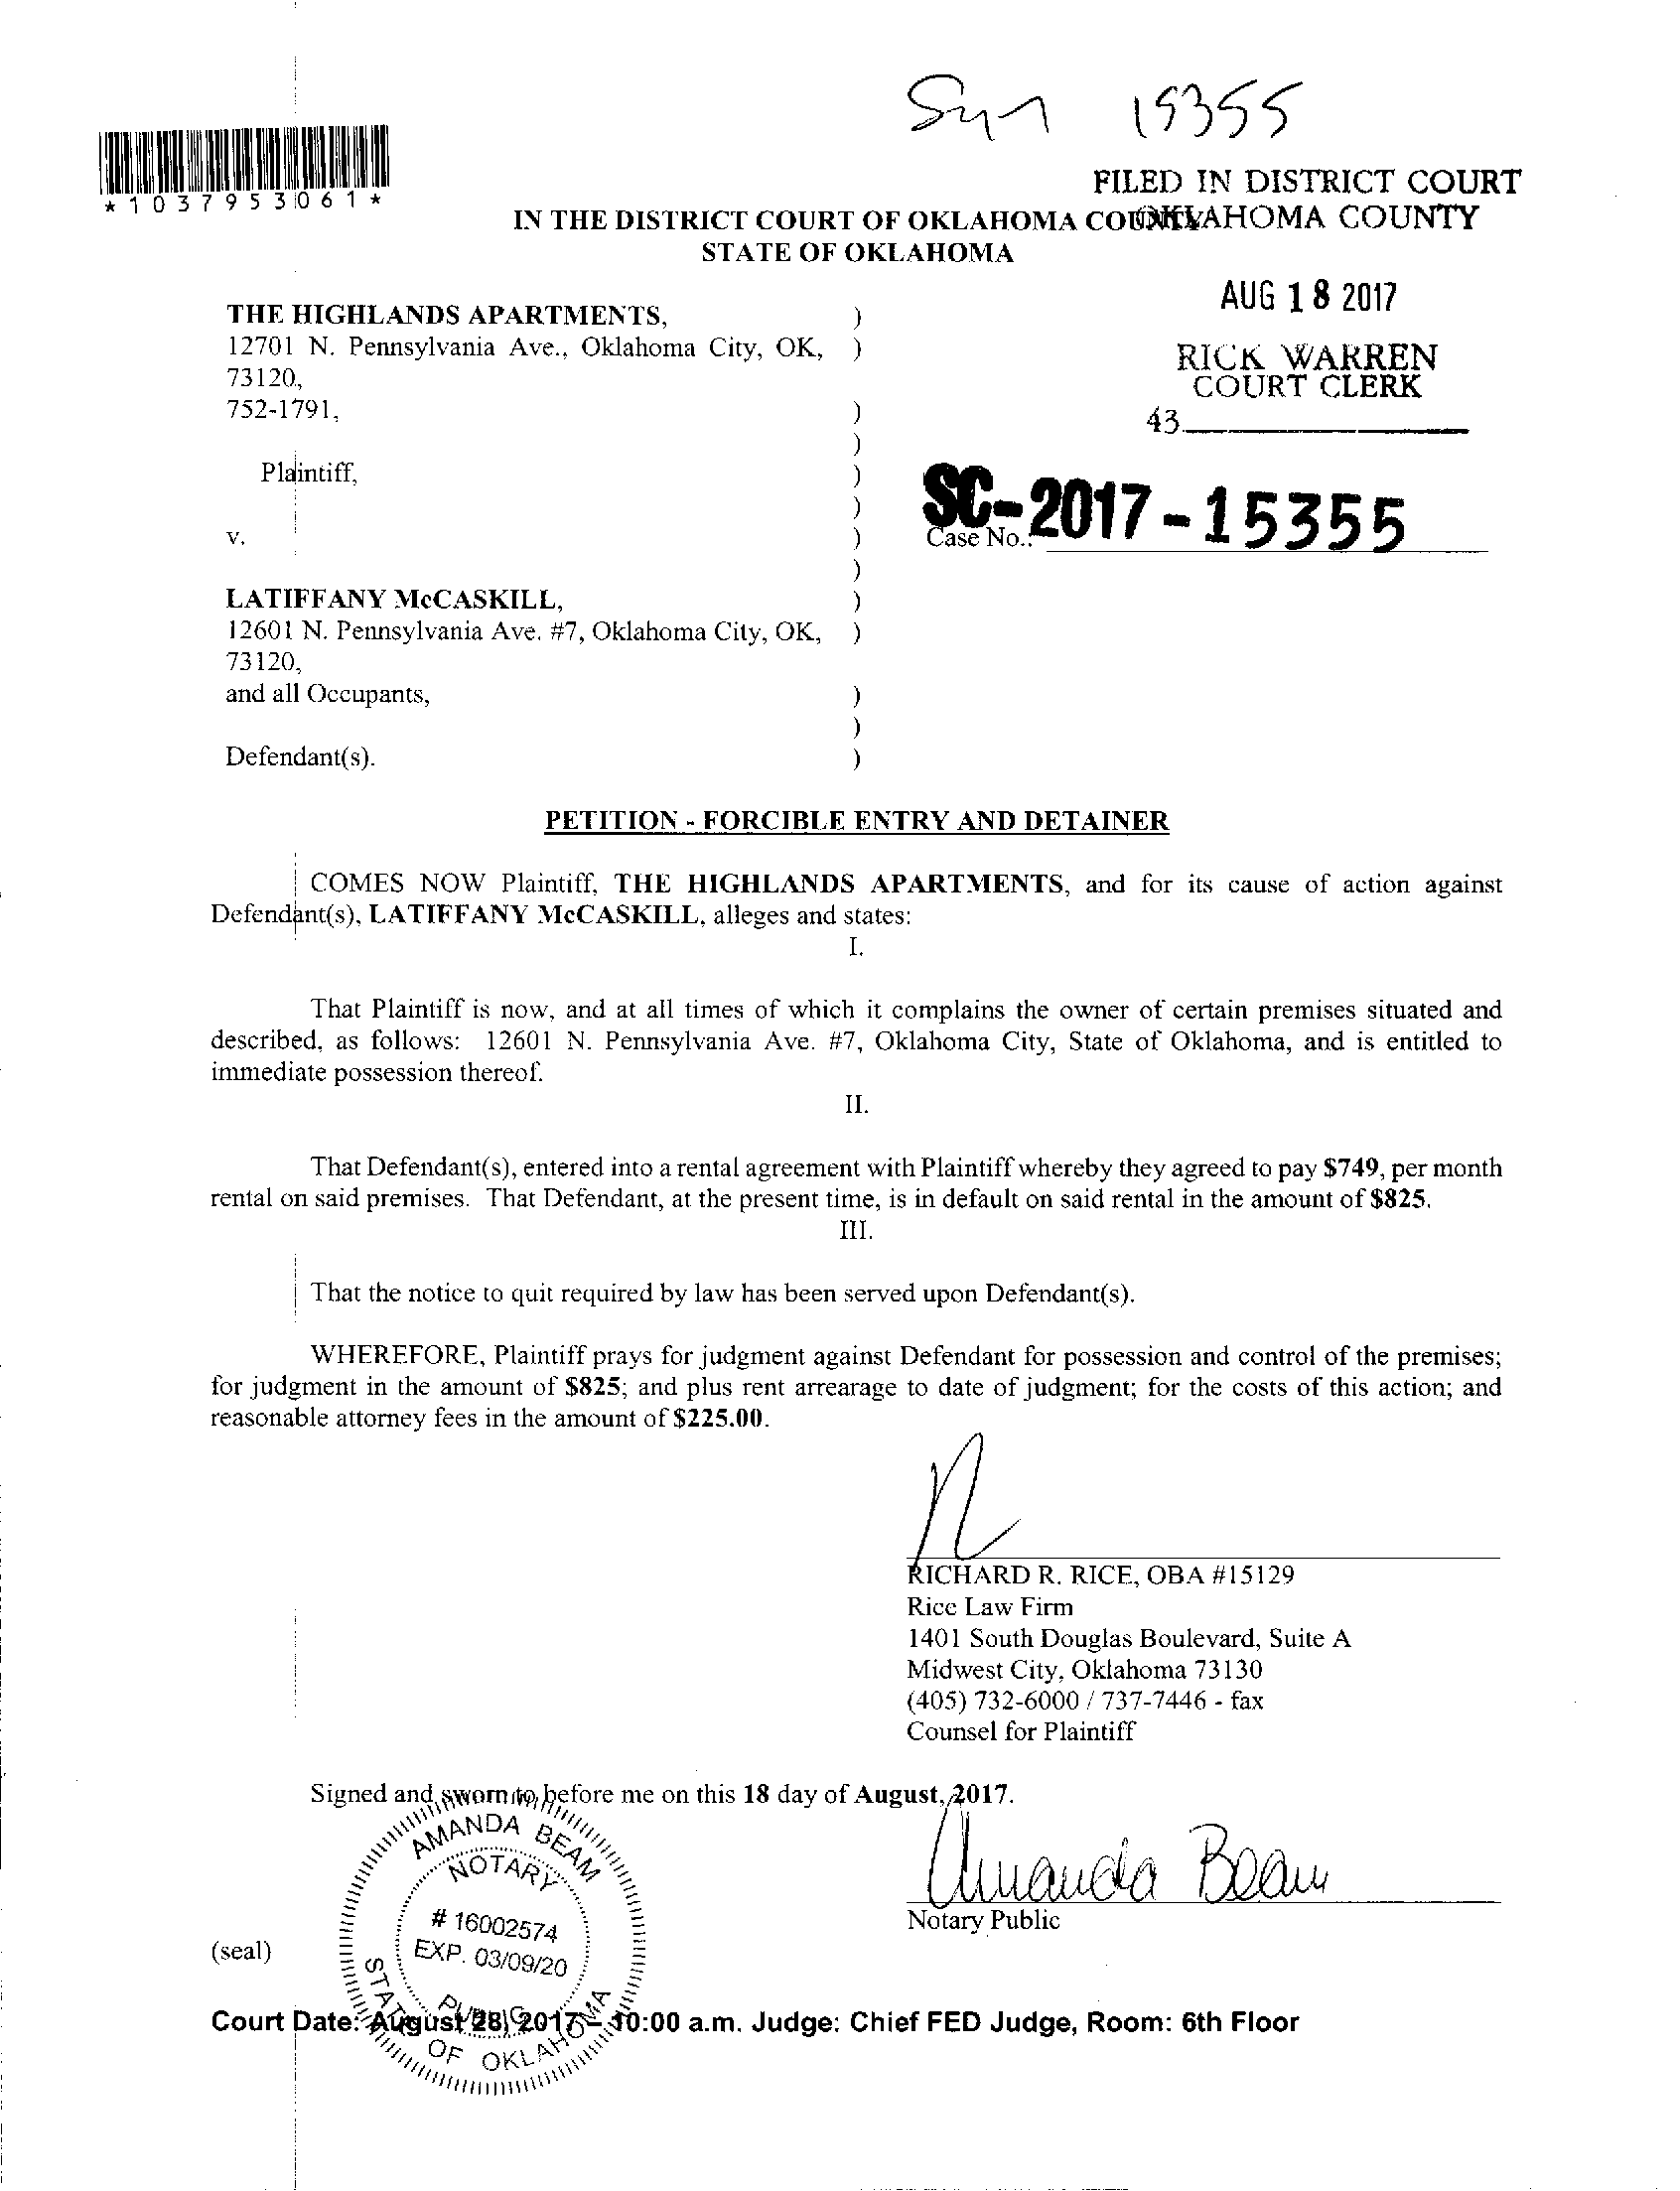 Syn 15355
*1037953061*
FILED IN DISTRICT COURT
OKLAHOMA COUNTY
IN THE DISTRICT COURT OF OKLAHOMA COUNTY
STATE OF OKLAHOMA
AUG 18 2017
RICK WARREN
COURT CLERK
43
THE HIGHLANDS APARTMENTS, )
12701 N. Pennsylvania Ave., Oklahoma City, OK, )
73120,
752-1791, )
)
Plaintiff, )
)
v. )
)
SC-2017-15355
Case No.:
LATIFFANY McCASKILL, )
12601 N. Pennsylvania Ave. #7, Oklahoma City, OK, )
73120,
and all Occupants, )
)
Defendant(s). )
PETITION - FORCIBLE ENTRY AND DETAINER
COMES NOW Plaintiff, THE HIGHLANDS APARTMENTS, and for its cause of action against
Defendant(s), LATIFFANY McCASKILL, alleges and states:
I.
That Plaintiff is now, and at all times of which it complains the owner of certain premises situated and
described, as follows: 12601 N. Pennsylvania Ave. #7, Oklahoma City, State of Oklahoma, and is entitled to
immediate possession thereof.
II.
That Defendant(s), entered into a rental agreement with Plaintiff whereby they agreed to pay $749, per month
rental on said premises. That Defendant, at the present time, is in default on said rental in the amount of $825.
III.
That the notice to quit required by law has been served upon Defendant(s).
WHEREFORE, Plaintiff prays for judgment against Defendant for possession and control of the premises;
for judgment in the amount of $825; and plus rent arrearage to date of judgment; for the costs of this action; and
reasonable attorney fees in the amount of $225.00.
RICHARD R. RICE, OBA #15129
Rice Law Firm
1401 South Douglas Boulevard, Suite A
Midwest City, Oklahoma 73130
(405) 732-6000 / 737-7446 - fax
Counsel for Plaintiff
Signed and sworn to before me on this 18 day of August, 2017.
Amanda Beam
Notary Public
AMANDA BEAM
NOTARY
# 16002574
EXP. 03/09/20
PUBLIC
STATE OF OKLAHOMA
(seal)
Court Date: August 28, 2017 - 10:00 a.m. Judge: Chief FED Judge, Room: 6th Floor